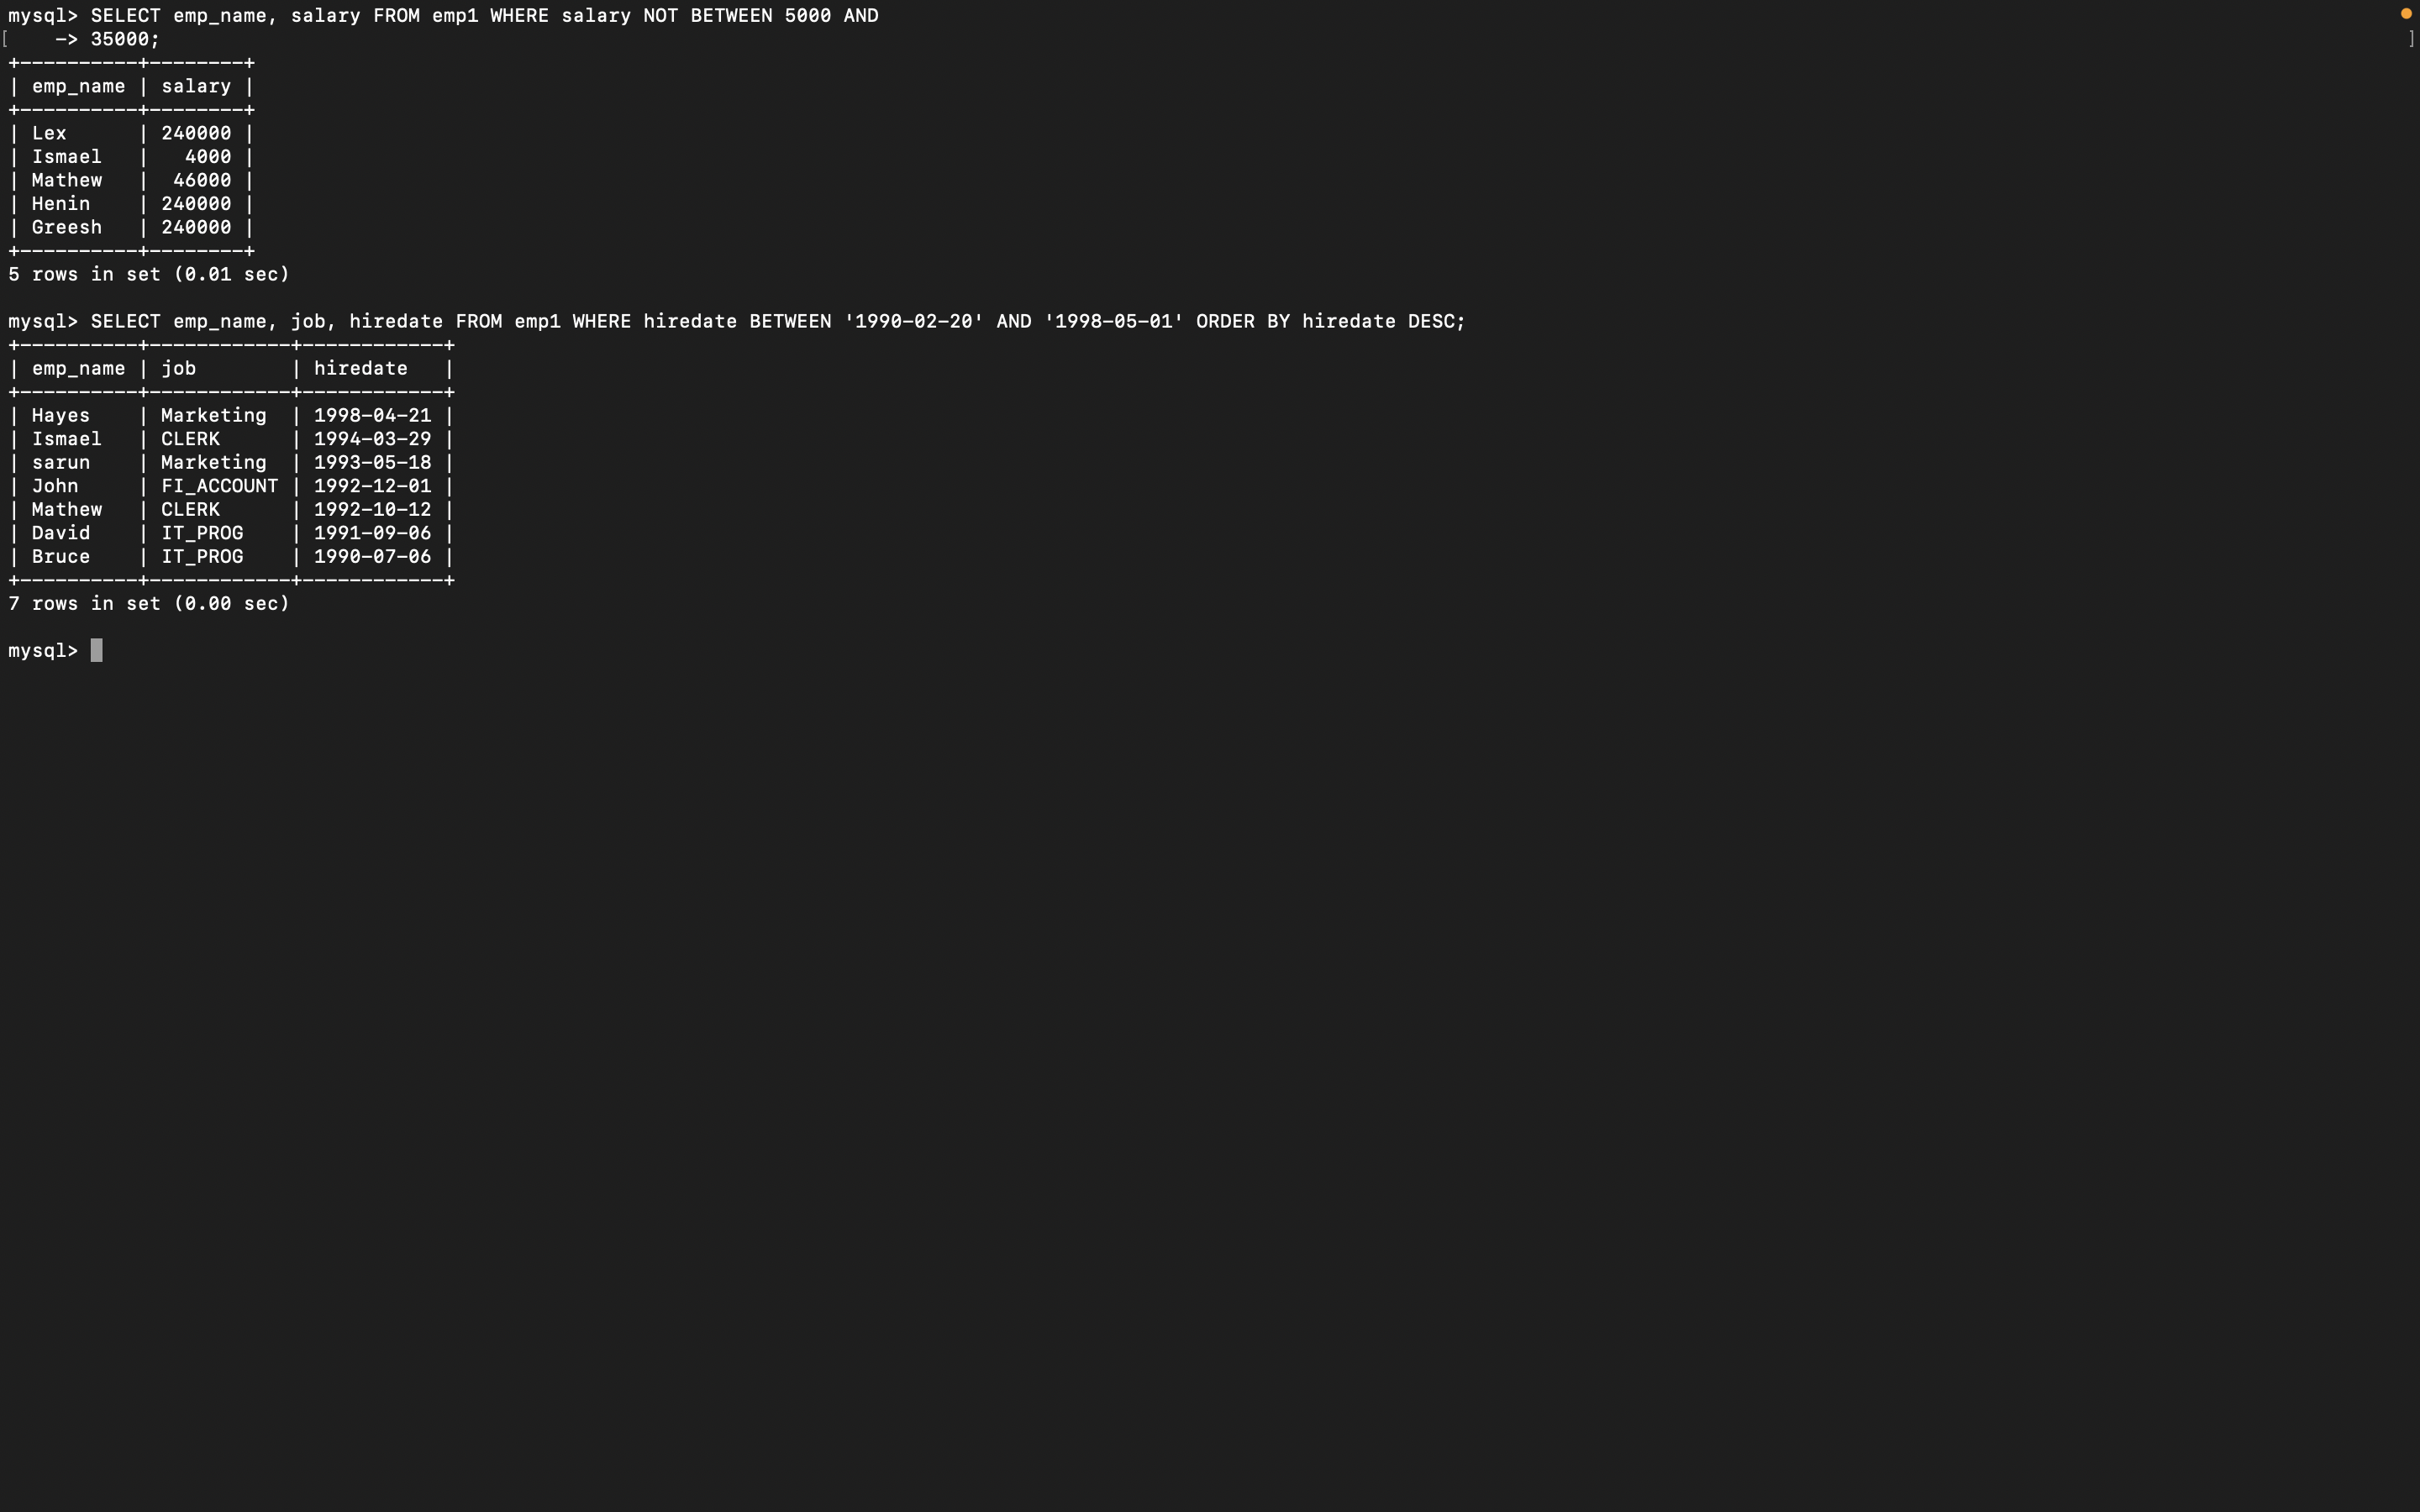 mysql> SELECT emp_name, salary FROM emp1 WHERE salary NOT BETWEEN 5000 AND
[    -> 35000;                                                                ]
+----------+--------+
| emp_name | salary |
+----------+--------+
| Lex      | 240000 |
| Ismael   |   4000 |
| Mathew   |  46000 |
| Henin    | 240000 |
| Greesh   | 240000 |
+----------+--------+
5 rows in set (0.01 sec)

mysql> SELECT emp_name, job, hiredate FROM emp1 WHERE hiredate BETWEEN '1990-02-20' AND '1998-05-01' ORDER BY hiredate DESC;
+----------+------------+------------+
| emp_name | job        | hiredate   |
+----------+------------+------------+
| Hayes    | Marketing  | 1998-04-21 |
| Ismael   | CLERK      | 1994-03-29 |
| sarun    | Marketing  | 1993-05-18 |
| John     | FI_ACCOUNT | 1992-12-01 |
| Mathew   | CLERK      | 1992-10-12 |
| David    | IT_PROG    | 1991-09-06 |
| Bruce    | IT_PROG    | 1990-07-06 |
+----------+------------+------------+
7 rows in set (0.00 sec)

mysql>